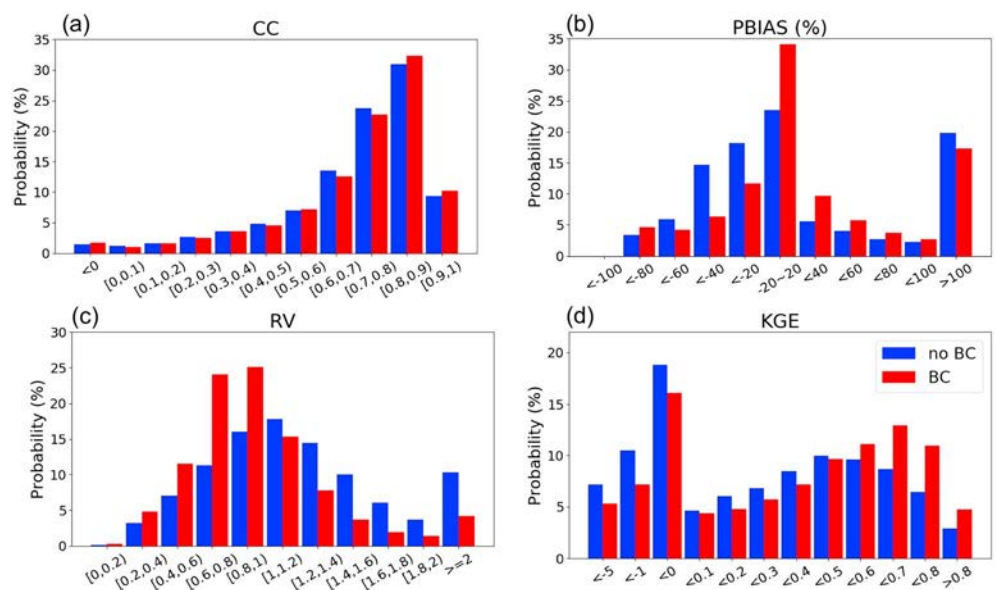 (a) CC
Probability (%)
35
30
25
20
15
10
5
0
<0 [0,0.1) [0.1,0.2) [0.2,0.3) [0.3,0.4) [0.4,0.5) [0.5,0.6) [0.6,0.7) [0.7,0.8) [0.8,0.9) [0.9,1)
(b) PBIAS (%)
Probability (%)
35
30
25
20
15
10
5
0
<-100 <-80 <-60 <-40 <-20 -20~20 <40 <60 <80 <100 >100
(c) RV
Probability (%)
30
25
20
15
10
5
0
[0,0.2) [0.2,0.4) [0.4,0.6) [0.6,0.8) [0.8,1) [1,1.2) [1.2,1.4) [1.4,1.6) [1.6,1.8) [1.8,2) >=2
(d) KGE
no BC
BC
Probability (%)
20
15
10
5
0
<-5 <-1 <0 <0.1 <0.2 <0.3 <0.4 <0.5 <0.6 <0.7 <0.8 >0.8